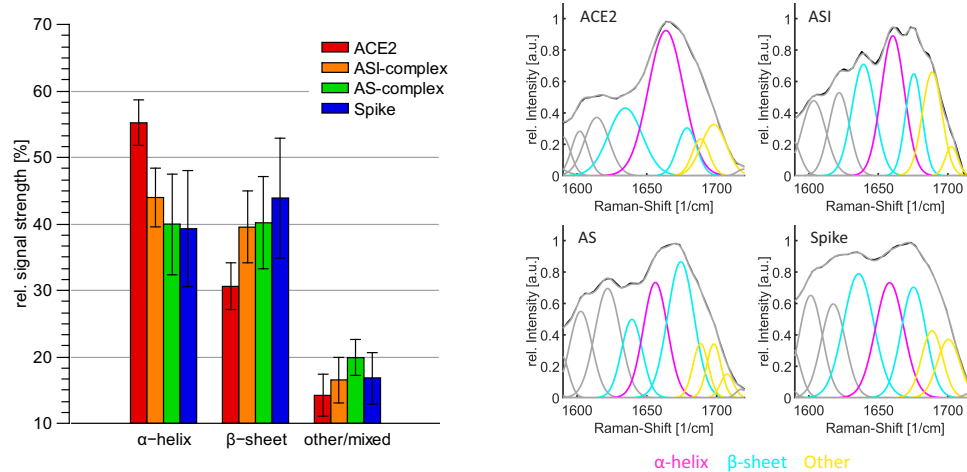 70
60
50
40
30
20
10
rel. signal strength [%]
ACE2
ASI-complex
AS-complex
Spike
α-helix
β-sheet
other/mixed
ACE2
1
0.8
0.6
0.4
0.2
0
rel. Intensity [a.u.]
1600
1650
1700
Raman-Shift [1/cm]
ASI
1
0.8
0.6
0.4
0.2
0
rel. Intensity [a.u.]
1600
1650
1700
Raman-Shift [1/cm]
AS
1
0.8
0.6
0.4
0.2
0
rel. Intensity [a.u.]
1600
1650
1700
Raman-Shift [1/cm]
Spike
1
0.8
0.6
0.4
0.2
0
rel. Intensity [a.u.]
1600
1650
1700
Raman-Shift [1/cm]
α-helix β-sheet Other